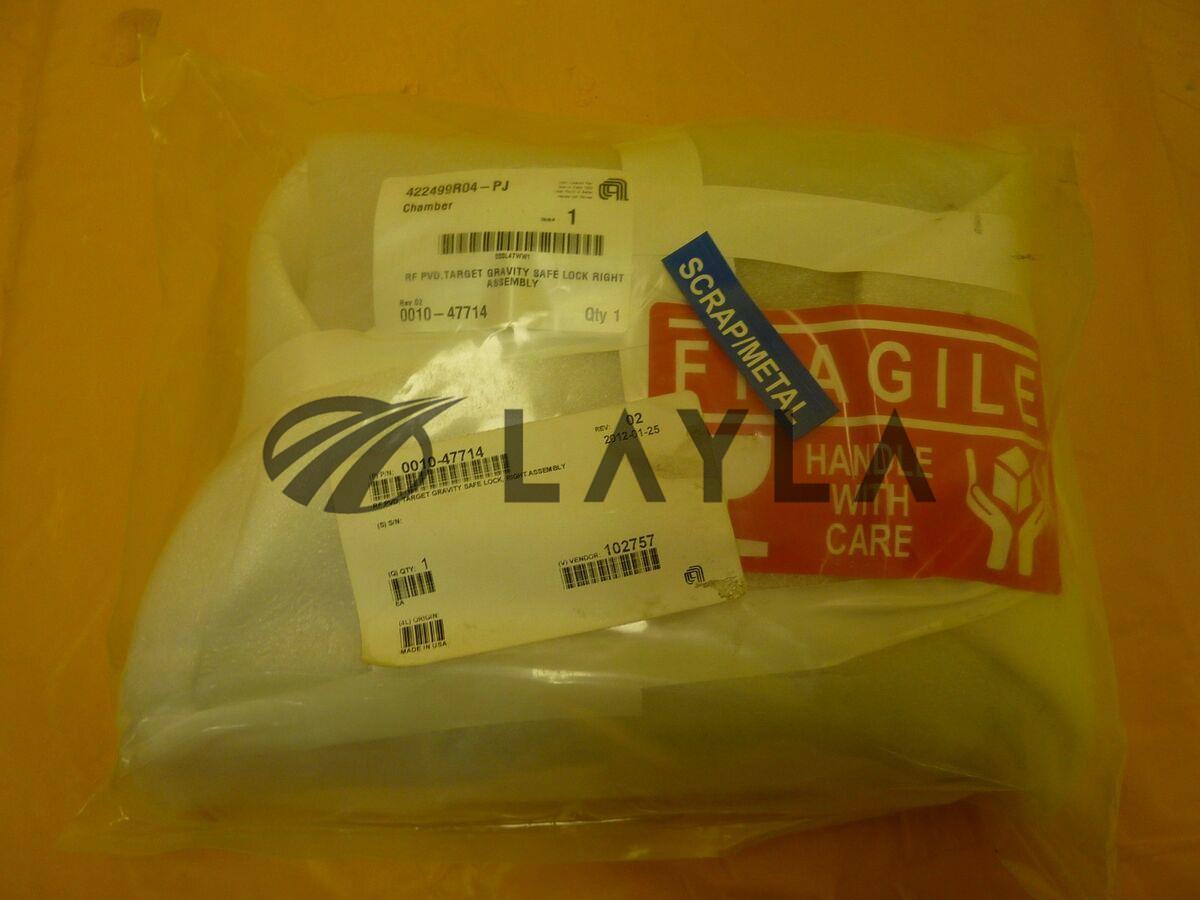 422499R04-PJ
Chamber
1
RF PVD,TARGET GRAVITY SAFE LOCK RIGHT
ASSEMBLY
Rev 02
0010-47714
Qty 1
SCRAP/METAL
FRAGILE
HANDLE
WITH
CARE
LAYLA
REV: 02
2012-01-25
(P) P/N: 0010-47714
RF PVD, TARGET GRAVITY SAFE LOCK, RIGHT ASSEMBLY
(S) S/N:
(Q) QTY: 1
EA
(V) VENDOR: 102757
(4L) ORIGIN:
MADE IN USA